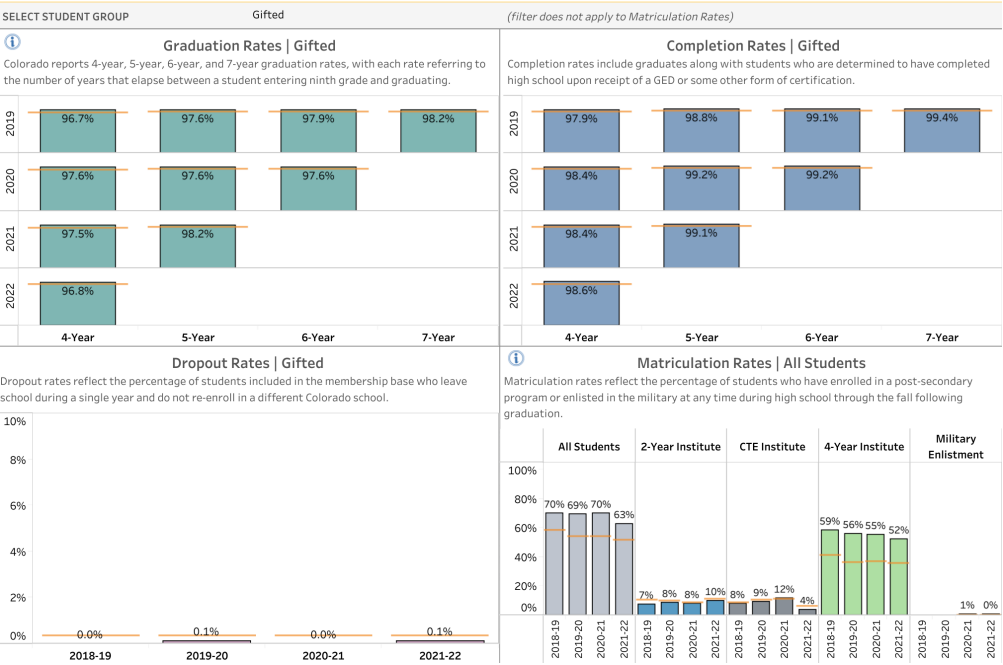 SELECT STUDENT GROUP Gifted (filter does not apply to Matriculation Rates)
Graduation Rates | Gifted
Colorado reports 4-year, 5-year, 6-year, and 7-year graduation rates, with each rate referring to
the number of years that elapse between a student entering ninth grade and graduating.
2019 96.7% 97.6% 97.9% 98.2%
2020 97.6% 97.6% 97.6%
2021 97.5% 98.2%
2022 96.8%
4-Year 5-Year 6-Year 7-Year
Completion Rates | Gifted
Completion rates include graduates along with students who are determined to have completed
high school upon receipt of a GED or some other form of certification.
2019 97.9% 98.8% 99.1% 99.4%
2020 98.4% 99.2% 99.2%
2021 98.4% 99.1%
2022 98.6%
4-Year 5-Year 6-Year 7-Year
Dropout Rates | Gifted
Dropout rates reflect the percentage of students included in the membership base who leave
school during a single year and do not re-enroll in a different Colorado school.
10%
8%
6%
4%
2%
0% 0.0% 0.1% 0.0% 0.1%
2018-19 2019-20 2020-21 2021-22
Matriculation Rates | All Students
Matriculation rates reflect the percentage of students who have enrolled in a post-secondary
program or enlisted in the military at any time during high school through the fall following
graduation.
All Students 2-Year Institute CTE Institute 4-Year Institute Military
Enlistment
100%
80%
60%
40%
20%
0%
70% 69% 70% 63% 7% 8% 8% 10% 8% 9% 12% 4% 59% 56% 55% 52% 1% 0%
2018-19 2019-20 2020-21 2021-22 2018-19 2019-20 2020-21 2021-22 2018-19 2019-20 2020-21 2021-22 2018-19 2019-20 2020-21 2021-22 2018-19 2019-20 2020-21 2021-22